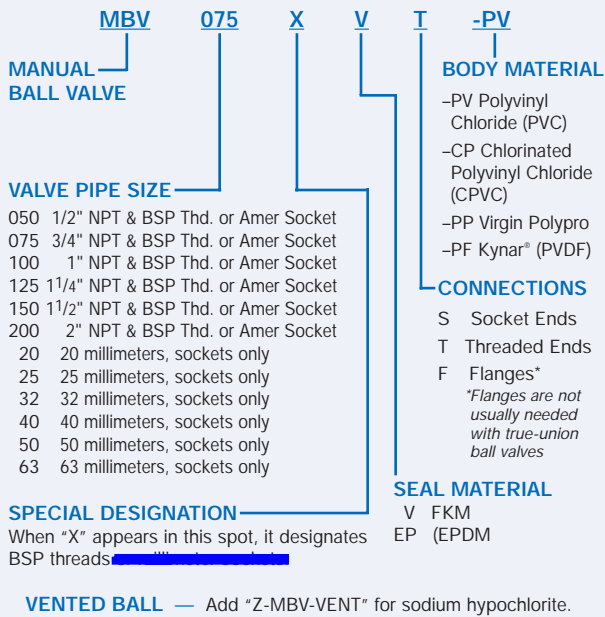 MBV 075 X V T -PV
MANUAL
BALL VALVE
BODY MATERIAL
–PV Polyvinyl
Chloride (PVC)
–CP Chlorinated
Polyvinyl Chloride
(CPVC)
–PP Virgin Polypro
–PF Kynar® (PVDF)
VALVE PIPE SIZE
050 1/2" NPT & BSP Thd. or Amer Socket
075 3/4" NPT & BSP Thd. or Amer Socket
100 1" NPT & BSP Thd. or Amer Socket
125 11/4" NPT & BSP Thd. or Amer Socket
150 11/2" NPT & BSP Thd. or Amer Socket
200 2" NPT & BSP Thd. or Amer Socket
20 20 millimeters, sockets only
25 25 millimeters, sockets only
32 32 millimeters, sockets only
40 40 millimeters, sockets only
50 50 millimeters, sockets only
63 63 millimeters, sockets only
CONNECTIONS
S Socket Ends
T Threaded Ends
F Flanges*
*Flanges are not
usually needed
with true-union
ball valves
SEAL MATERIAL
V FKM
EP (EPDM
SPECIAL DESIGNATION
When "X" appears in this spot, it designates
BSP threads
VENTED BALL — Add "Z-MBV-VENT" for sodium hypochlorite.